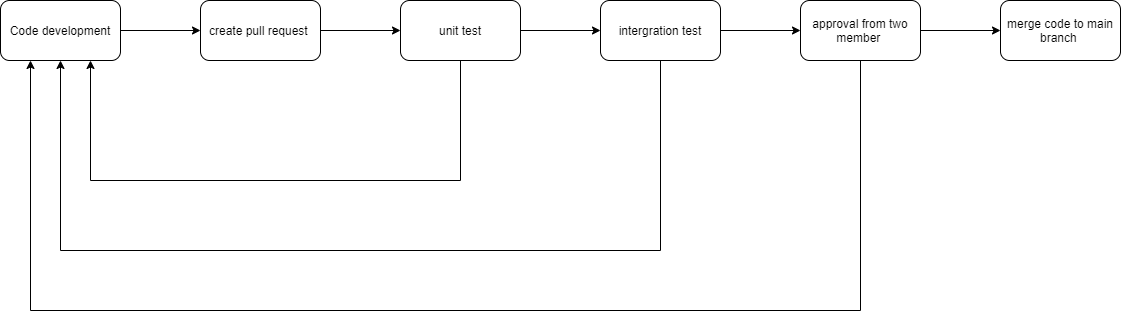 Code development
create pull request
unit test
intergration test
approval from two
member
merge code to main
branch